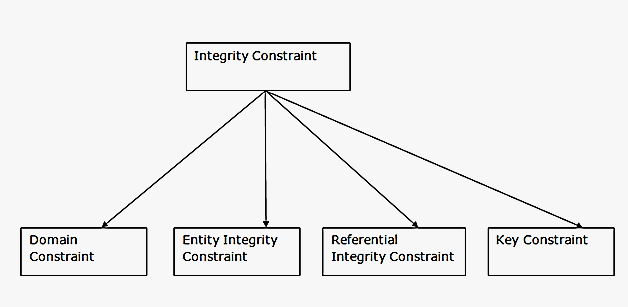 Integrity Constraint
Domain
Constraint
Entity Integrity
Constraint
Referential
Integrity Constraint
Key Constraint